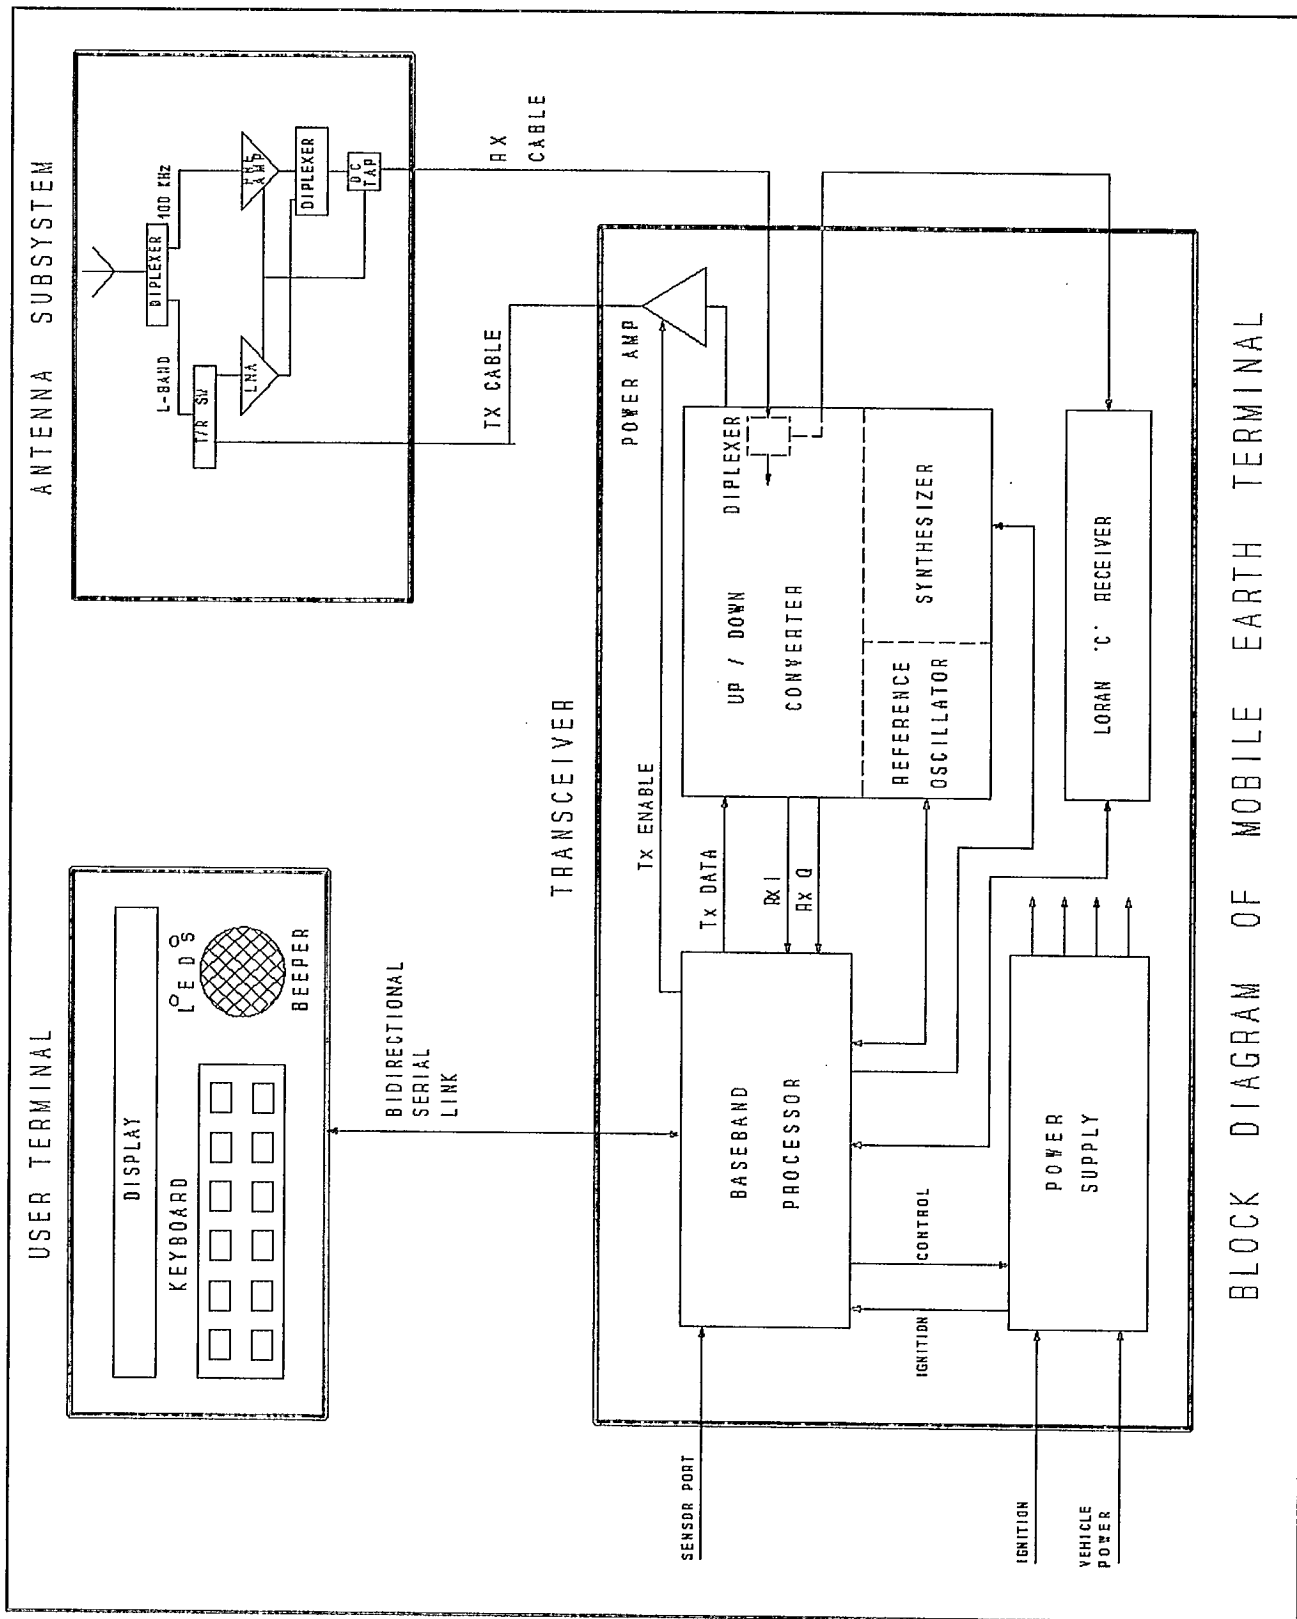 USER TERMINAL
DISPLAY
KEYBOARD
LEDS
BEEPER
BIDIRECTIONAL
SERIAL
LINK
ANTENNA SUBSYSTEM
DIPLEXER
L-BAND
100 KHz
T/R SW
LNA
PRE
AMP
DIPLEXER
DC
TAP
TX CABLE
RX
CABLE
TRANSCEIVER
Tx ENABLE
POWER AMP
Tx DATA
Rx I
Rx Q
BASEBAND
PROCESSOR
UP / DOWN
CONVERTER
DIPLEXER
REFERENCE
OSCILLATOR
SYNTHESIZER
IGNITION
CONTROL
POWER
SUPPLY
LORAN "C" RECEIVER
SENSOR PORT
IGNITION
VEHICLE
POWER
BLOCK DIAGRAM OF MOBILE EARTH TERMINAL